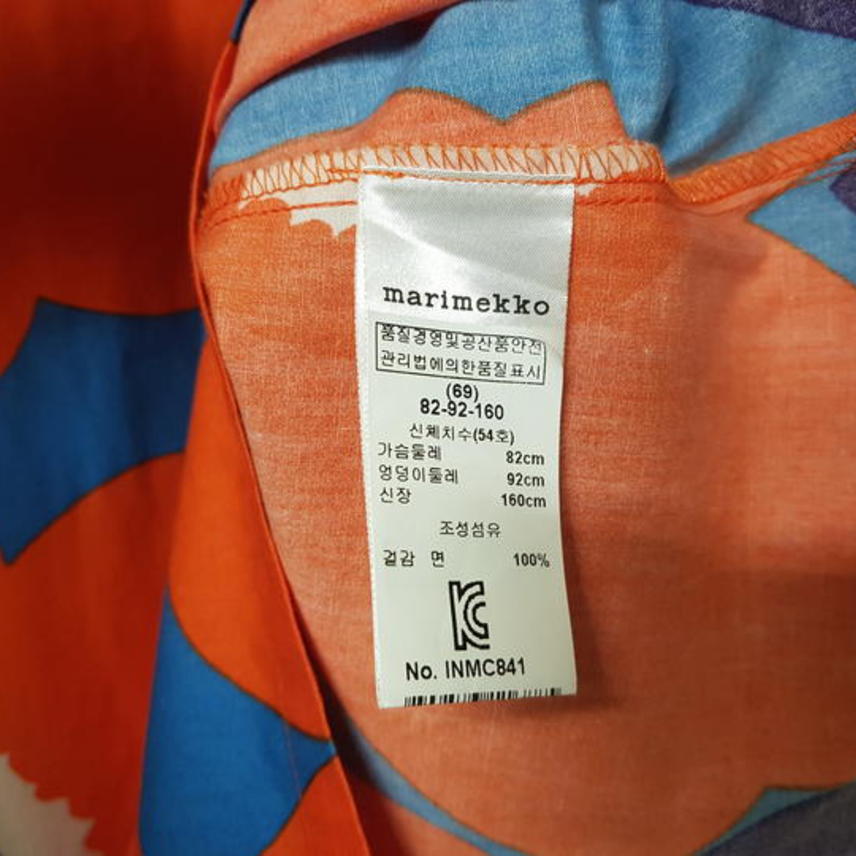 marimekko
품질경영및공산품안전
관리법에의한품질표시
(69)
82-92-160
신체치수(54호)
가슴둘레 82cm
엉덩이둘레 92cm
신장 160cm
조성섬유
겉감 면 100%
KC
No. INMC841